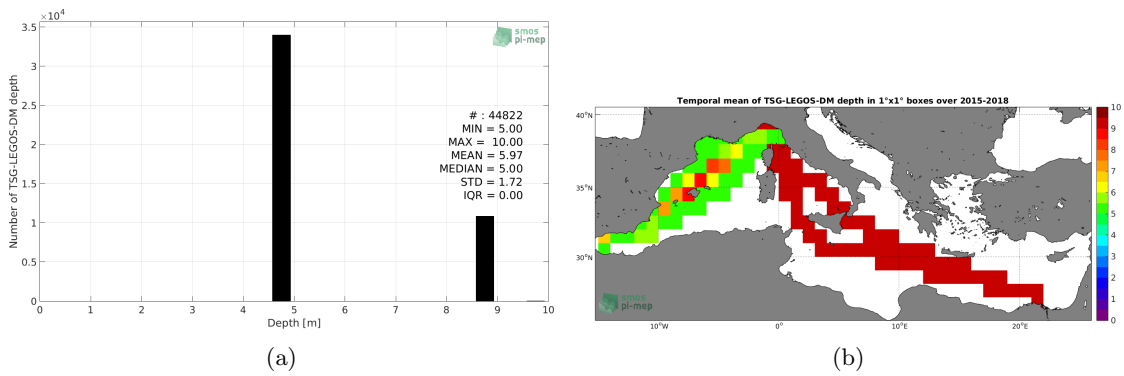 ×10⁴
3.5
3
2.5
2
1.5
1
0.5
0
Number of TSG-LEGOS-DM depth
smos
pi-mep
# : 44822
MIN = 5.00
MAX = 10.00
MEAN = 5.97
MEDIAN = 5.00
STD = 1.72
IQR = 0.00
0 1 2 3 4 5 6 7 8 9 10
Depth [m]
(a)
Temporal mean of TSG-LEGOS-DM depth in 1°x1° boxes over 2015-2018
40°N
35°N
30°N
smos
pi-mep
10°W 0° 10°E 20°E
10
9
8
7
6
5
4
3
2
1
0
(b)